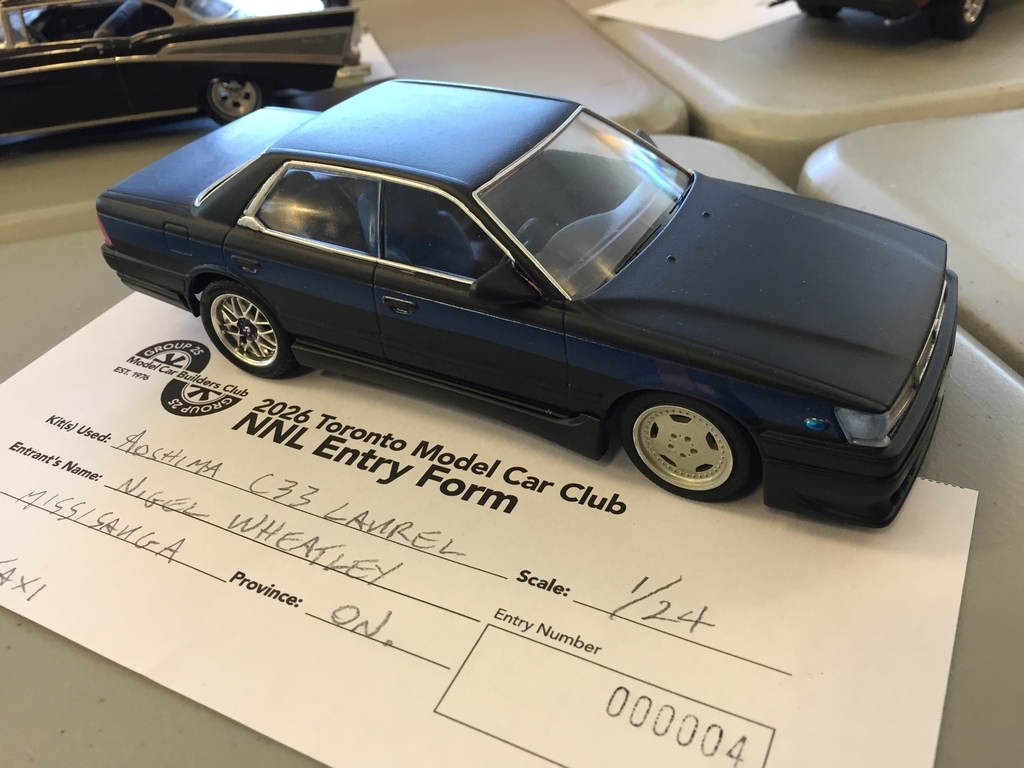 GROUP 25
Model Car Builders Club
EST. 1976
GROUP 25
2026 Toronto Model Car Club
NNL Entry Form
Kit(s) Used: AOSHIMA C33 LAUREL
Scale: 1/24
Entrant's Name: NIGEL WHEATLEY
MISSISAUGA
Province: ON.
AXI
Entry Number
000004